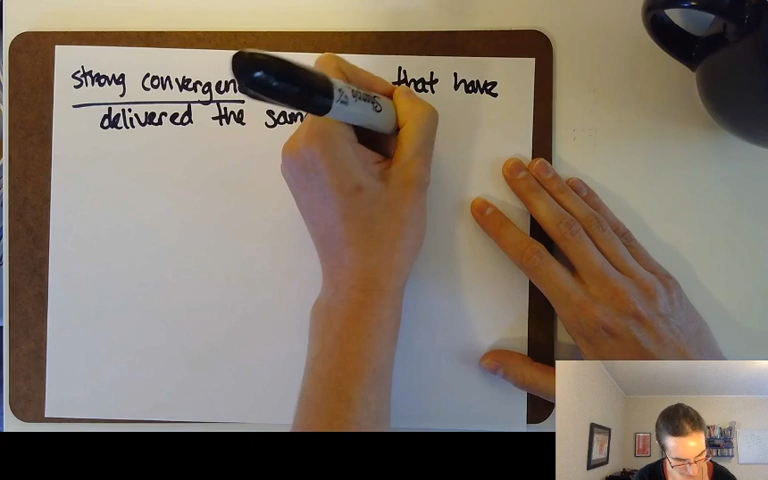 strong convergen that have
delivered the sam